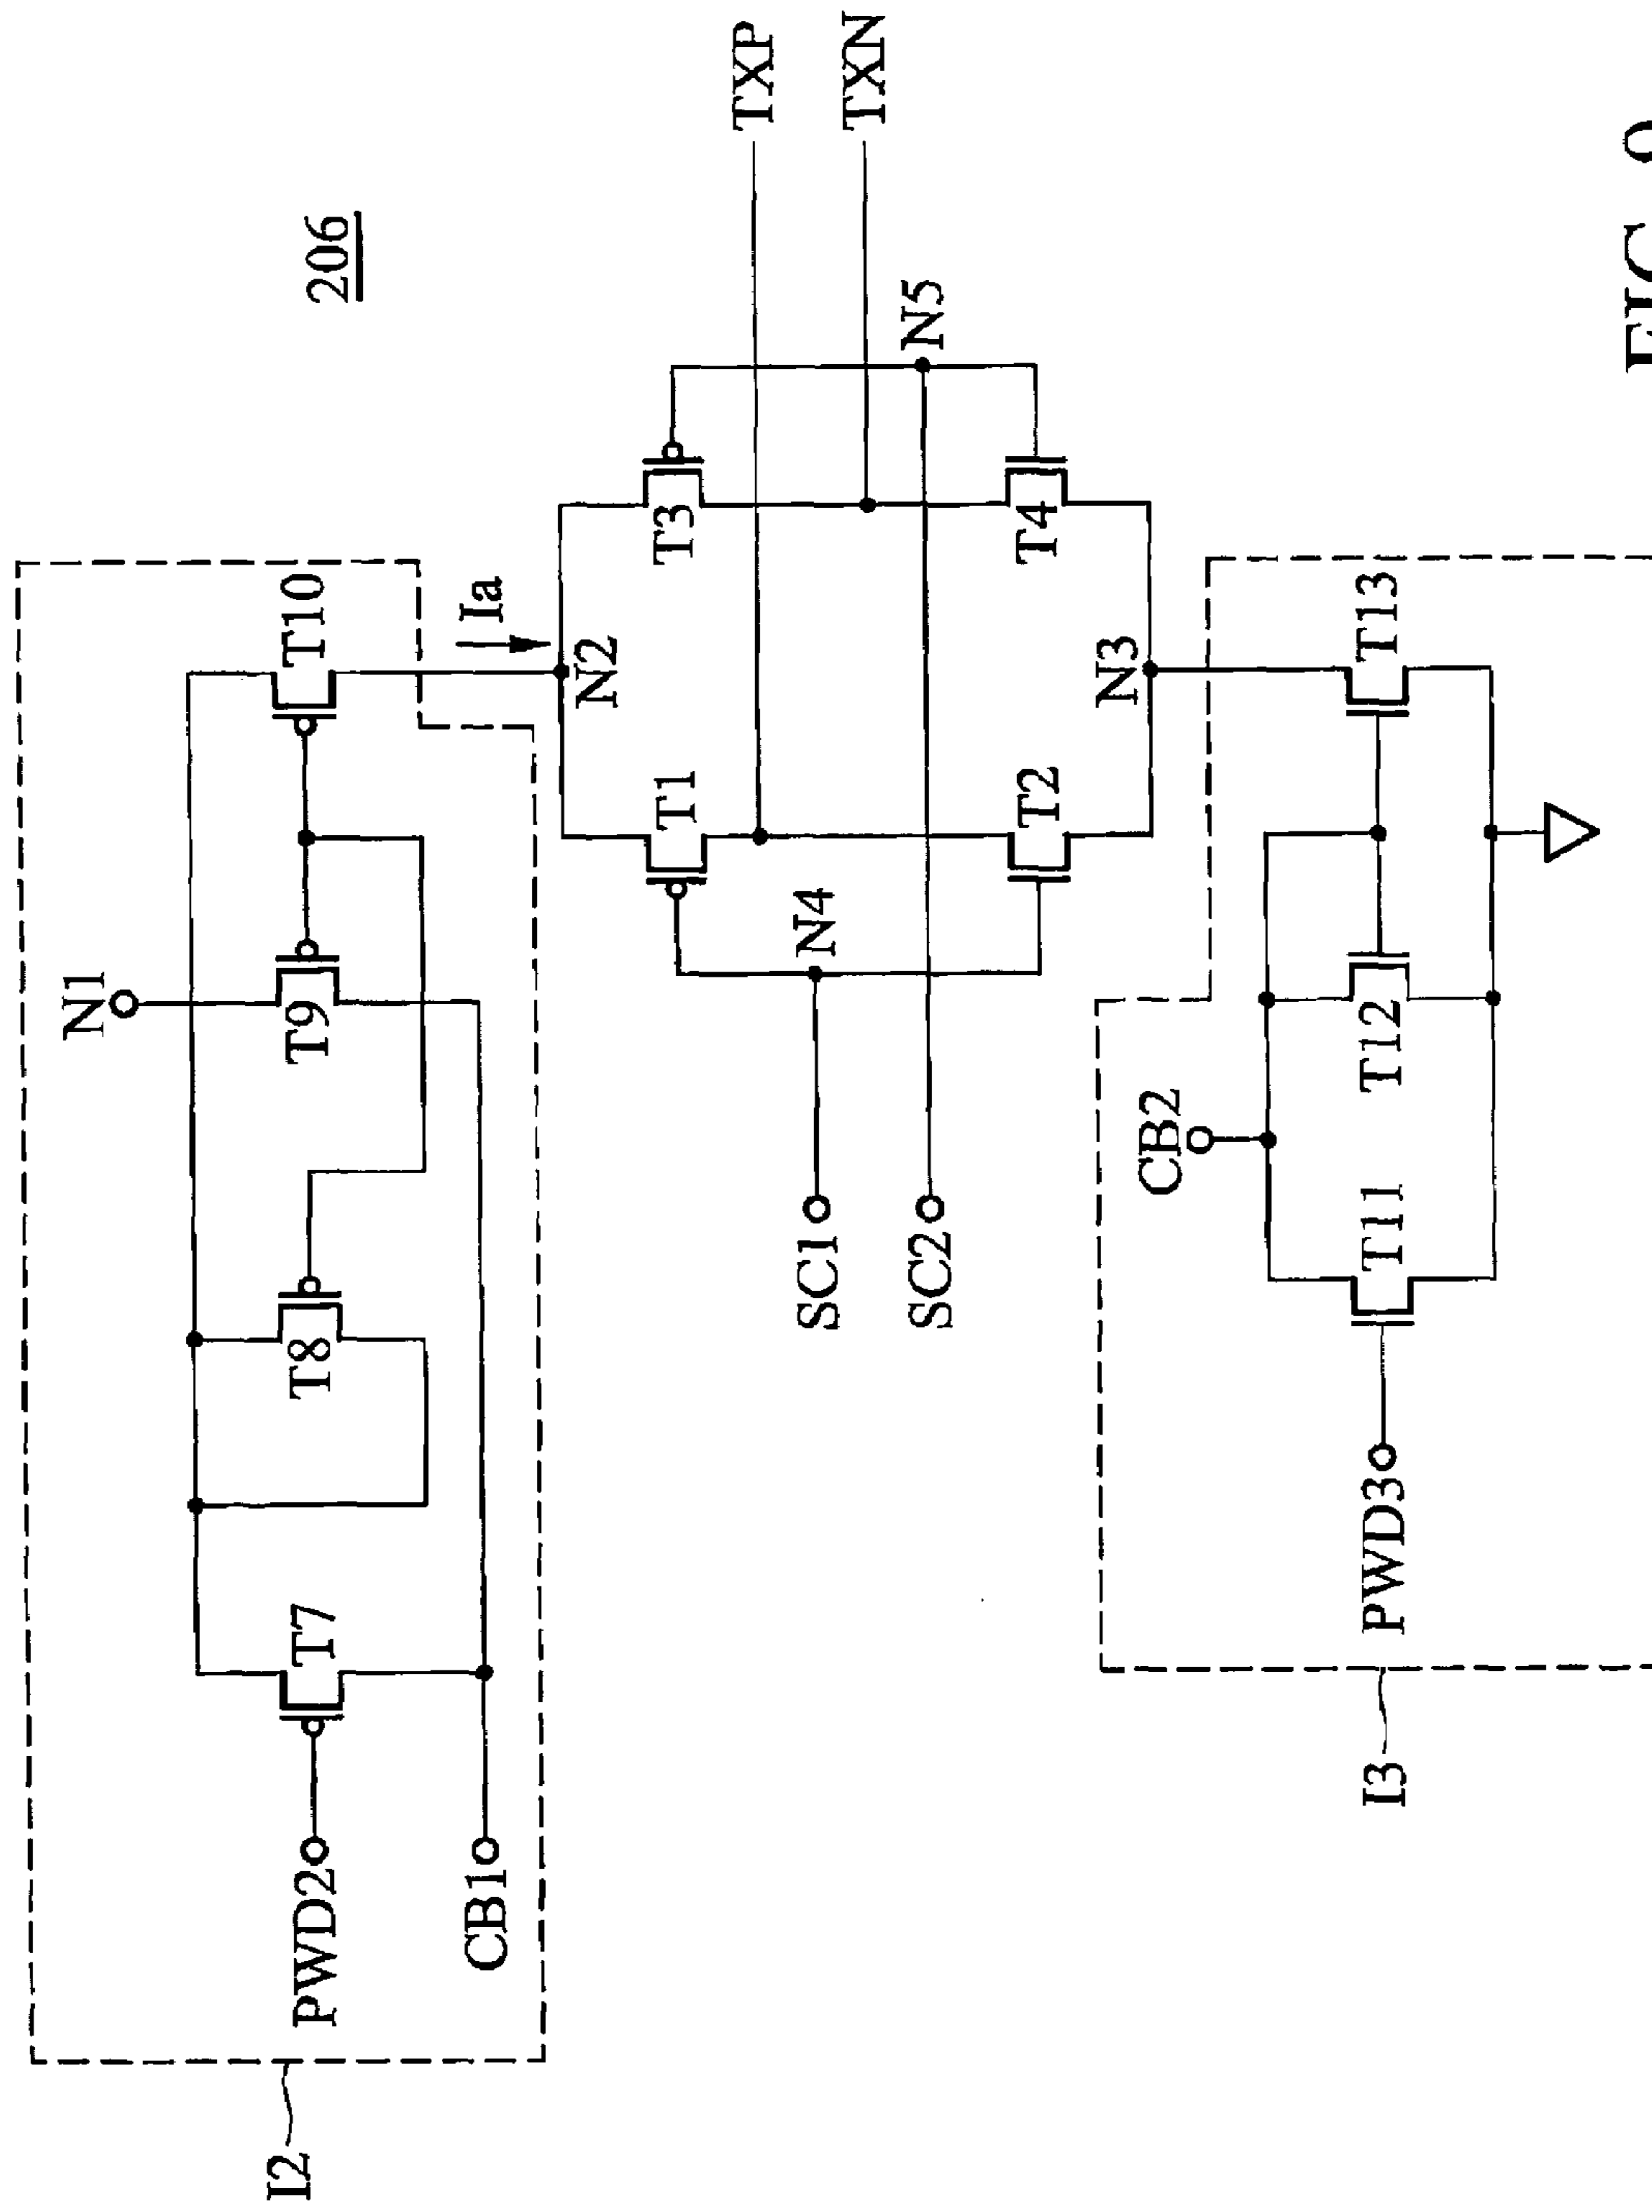 206
N1
T10
T9
T8
T7
PWD2
CB1
I2
Ia
N2
T1
T3
TXP
TXN
N4
N5
SC1
SC2
T2
T4
N3
CB2
T11
T12
T13
PWD3
I3